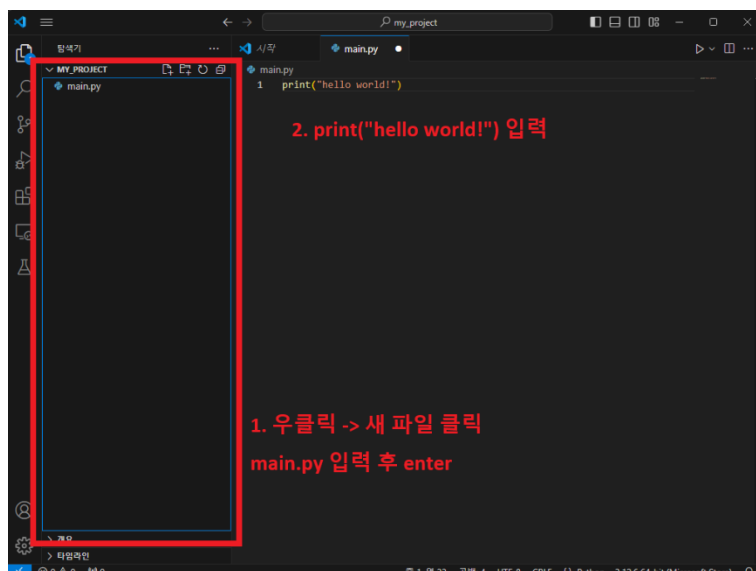 my_project
탐색기
시작
main.py
MY_PROJECT
main.py
main.py
1 print("hello world!")
2. print("hello world!") 입력
1. 우클릭 -> 새 파일 클릭
main.py 입력 후 enter
개요
타임라인